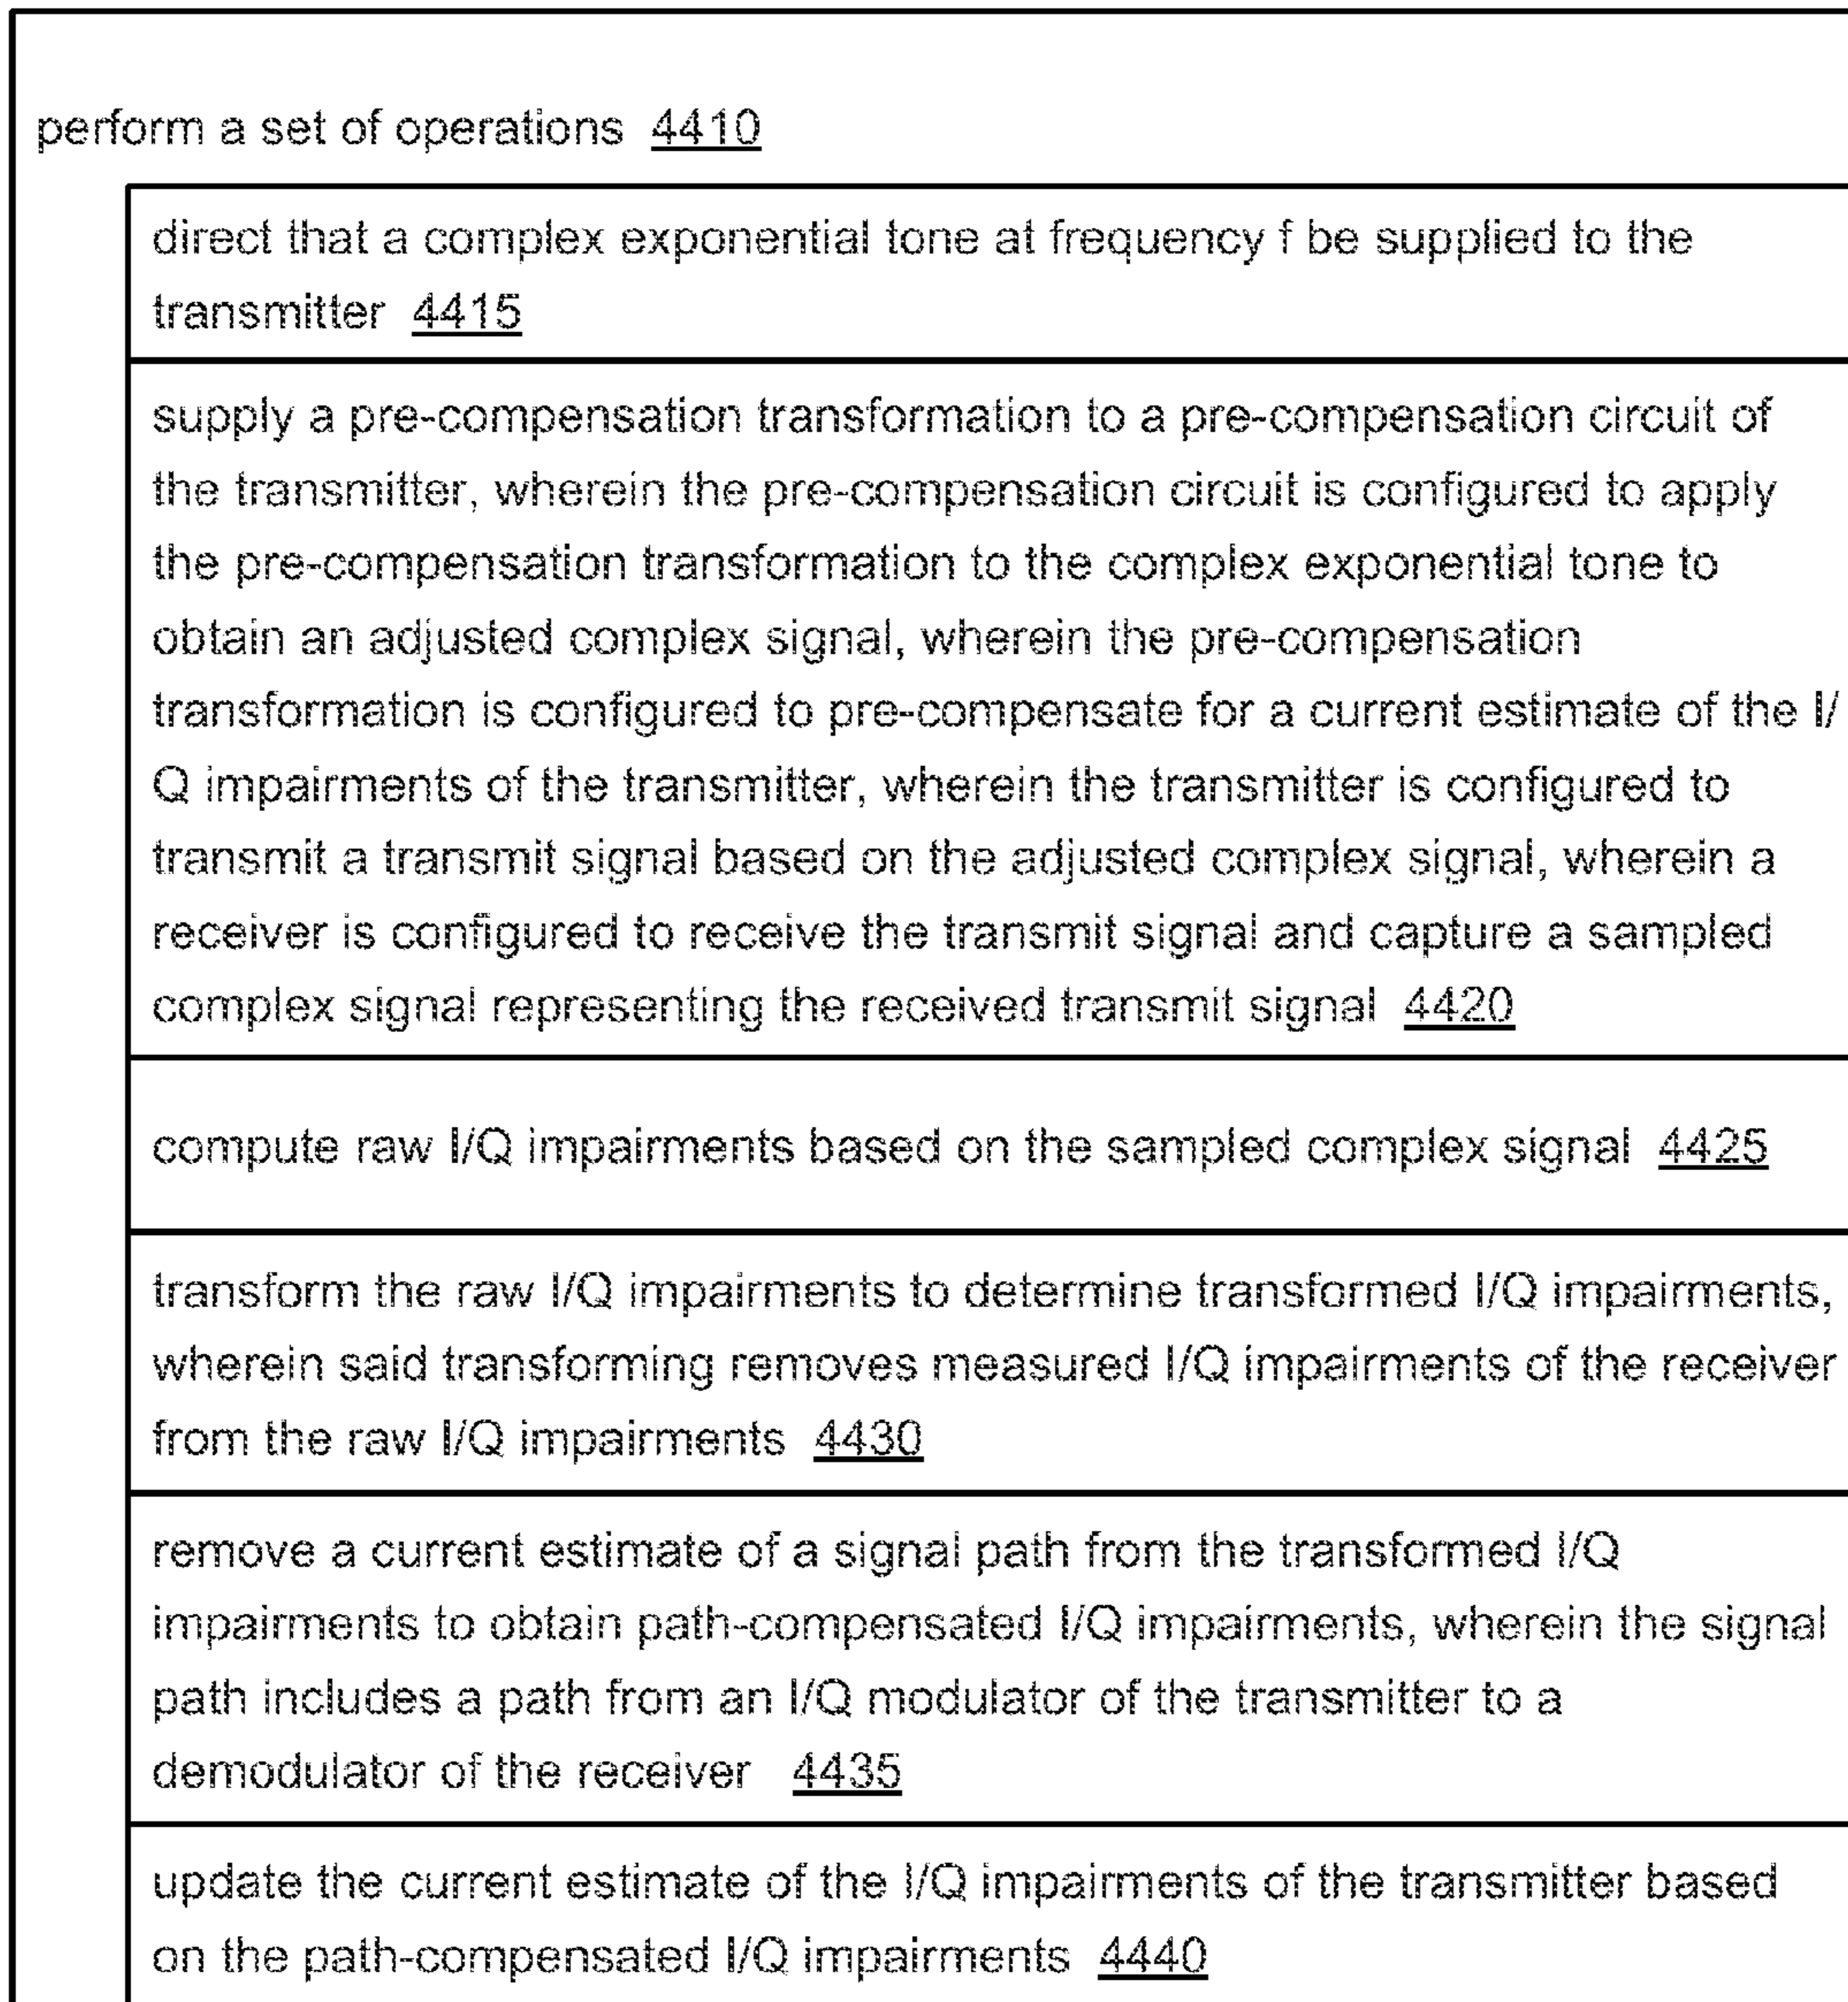 perform a set of operations 4410
direct that a complex exponential tone at frequency f be supplied to the
transmitter 4415
supply a pre-compensation transformation to a pre-compensation circuit of
the transmitter, wherein the pre-compensation circuit is configured to apply
the pre-compensation transformation to the complex exponential tone to
obtain an adjusted complex signal, wherein the pre-compensation
transformation is configured to pre-compensate for a current estimate of the I/
Q impairments of the transmitter, wherein the transmitter is configured to
transmit a transmit signal based on the adjusted complex signal, wherein a
receiver is configured to receive the transmit signal and capture a sampled
complex signal representing the received transmit signal 4420
compute raw I/Q impairments based on the sampled complex signal 4425
transform the raw I/Q impairments to determine transformed I/Q impairments,
wherein said transforming removes measured I/Q impairments of the receiver
from the raw I/Q impairments 4430
remove a current estimate of a signal path from the transformed I/Q
impairments to obtain path-compensated I/Q impairments, wherein the signal
path includes a path from an I/Q modulator of the transmitter to a
demodulator of the receiver 4435
update the current estimate of the I/Q impairments of the transmitter based
on the path-compensated I/Q impairments 4440